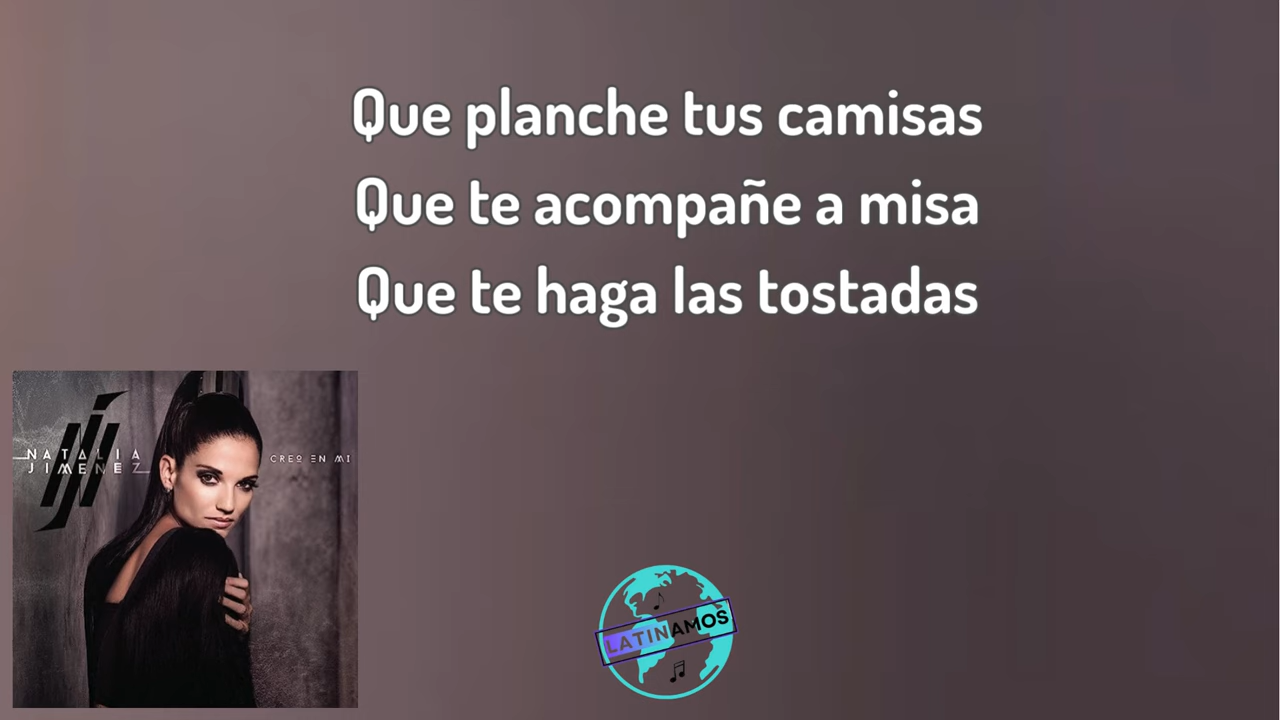 Que planche tus camisas
Que te acompañe a misa
Que te haga las tostadas
NATALIA
JIMENEZ
CREO EN MI
LATINAMOS